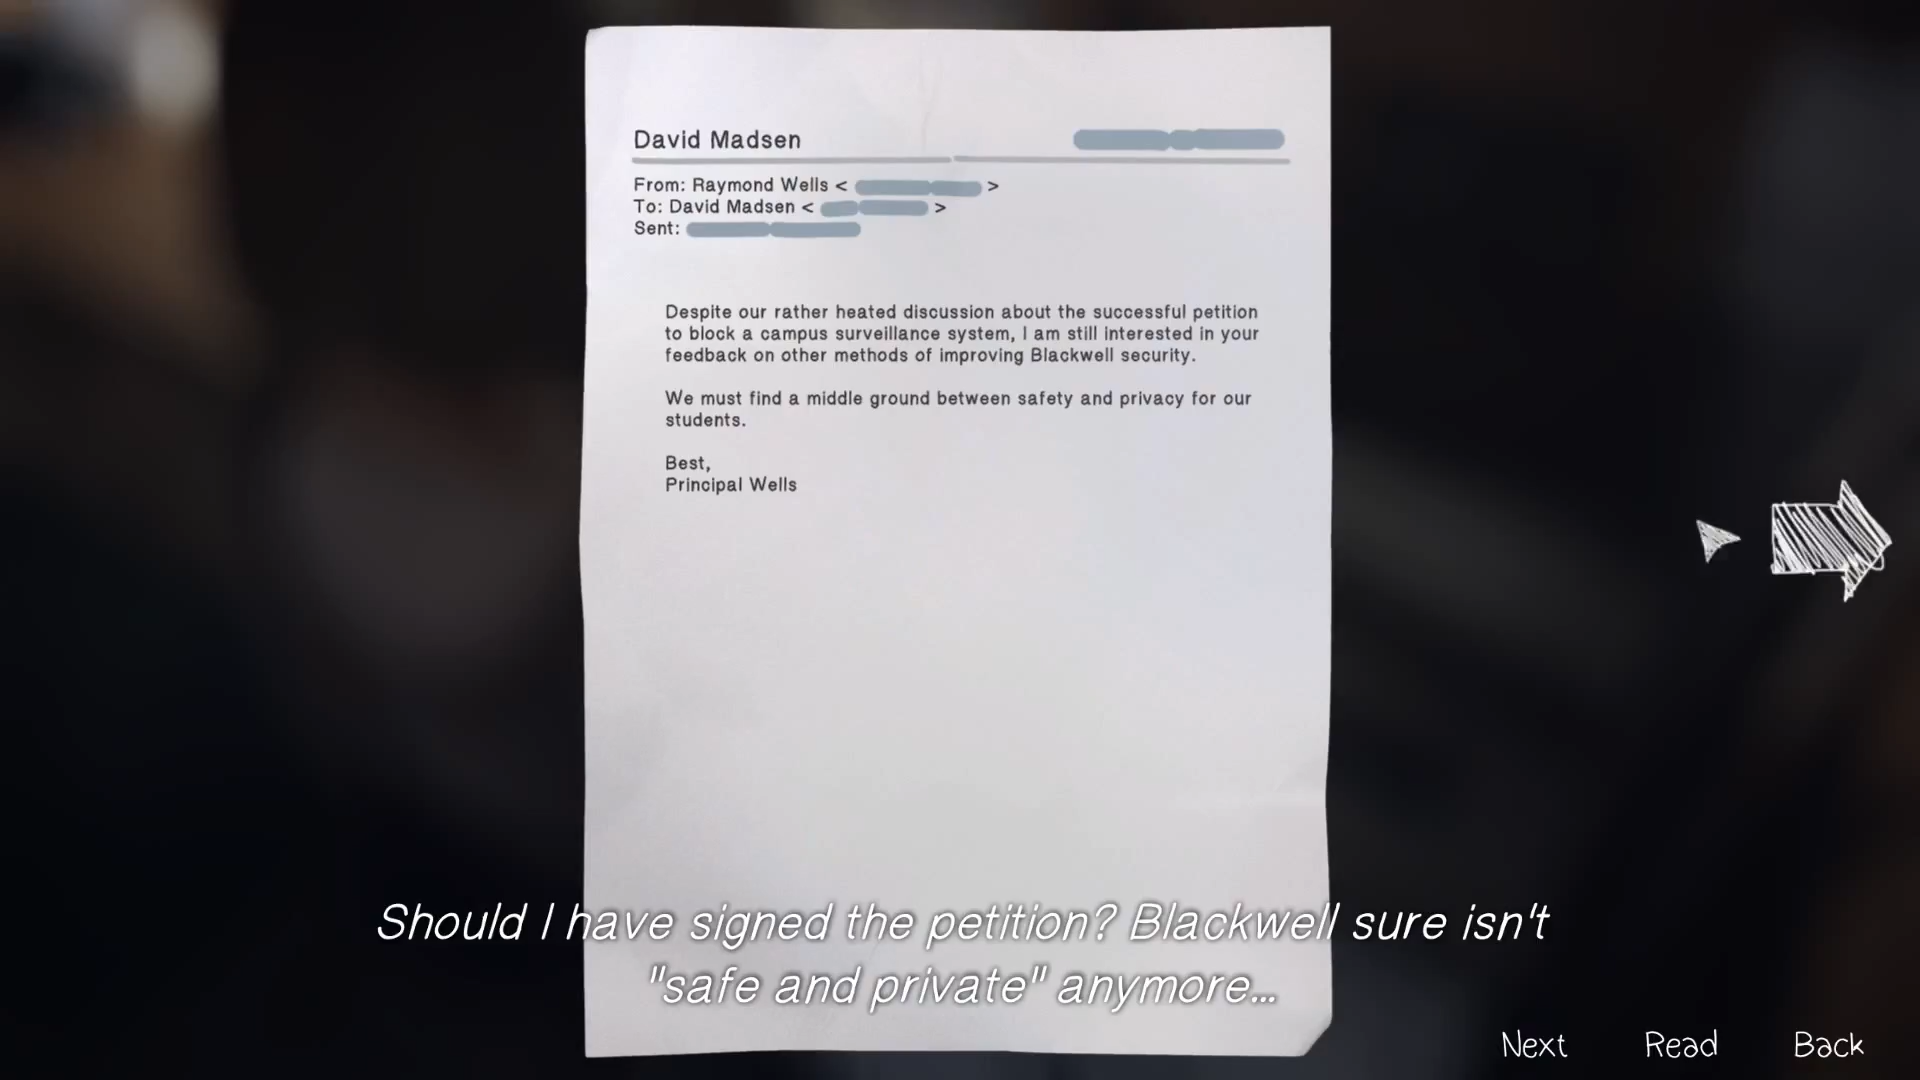 David Madsen
From: Raymond Wells < >
To: David Madsen < >
Sent:
Despite our rather heated discussion about the successful petition
to block a campus surveillance system, I am still interested in your
feedback on other methods of improving Blackwell security.
We must find a middle ground between safety and privacy for our
students.
Best,
Principal Wells
Should I have signed the petition? Blackwell sure isn't
"safe and private" anymore...
Next Read Back